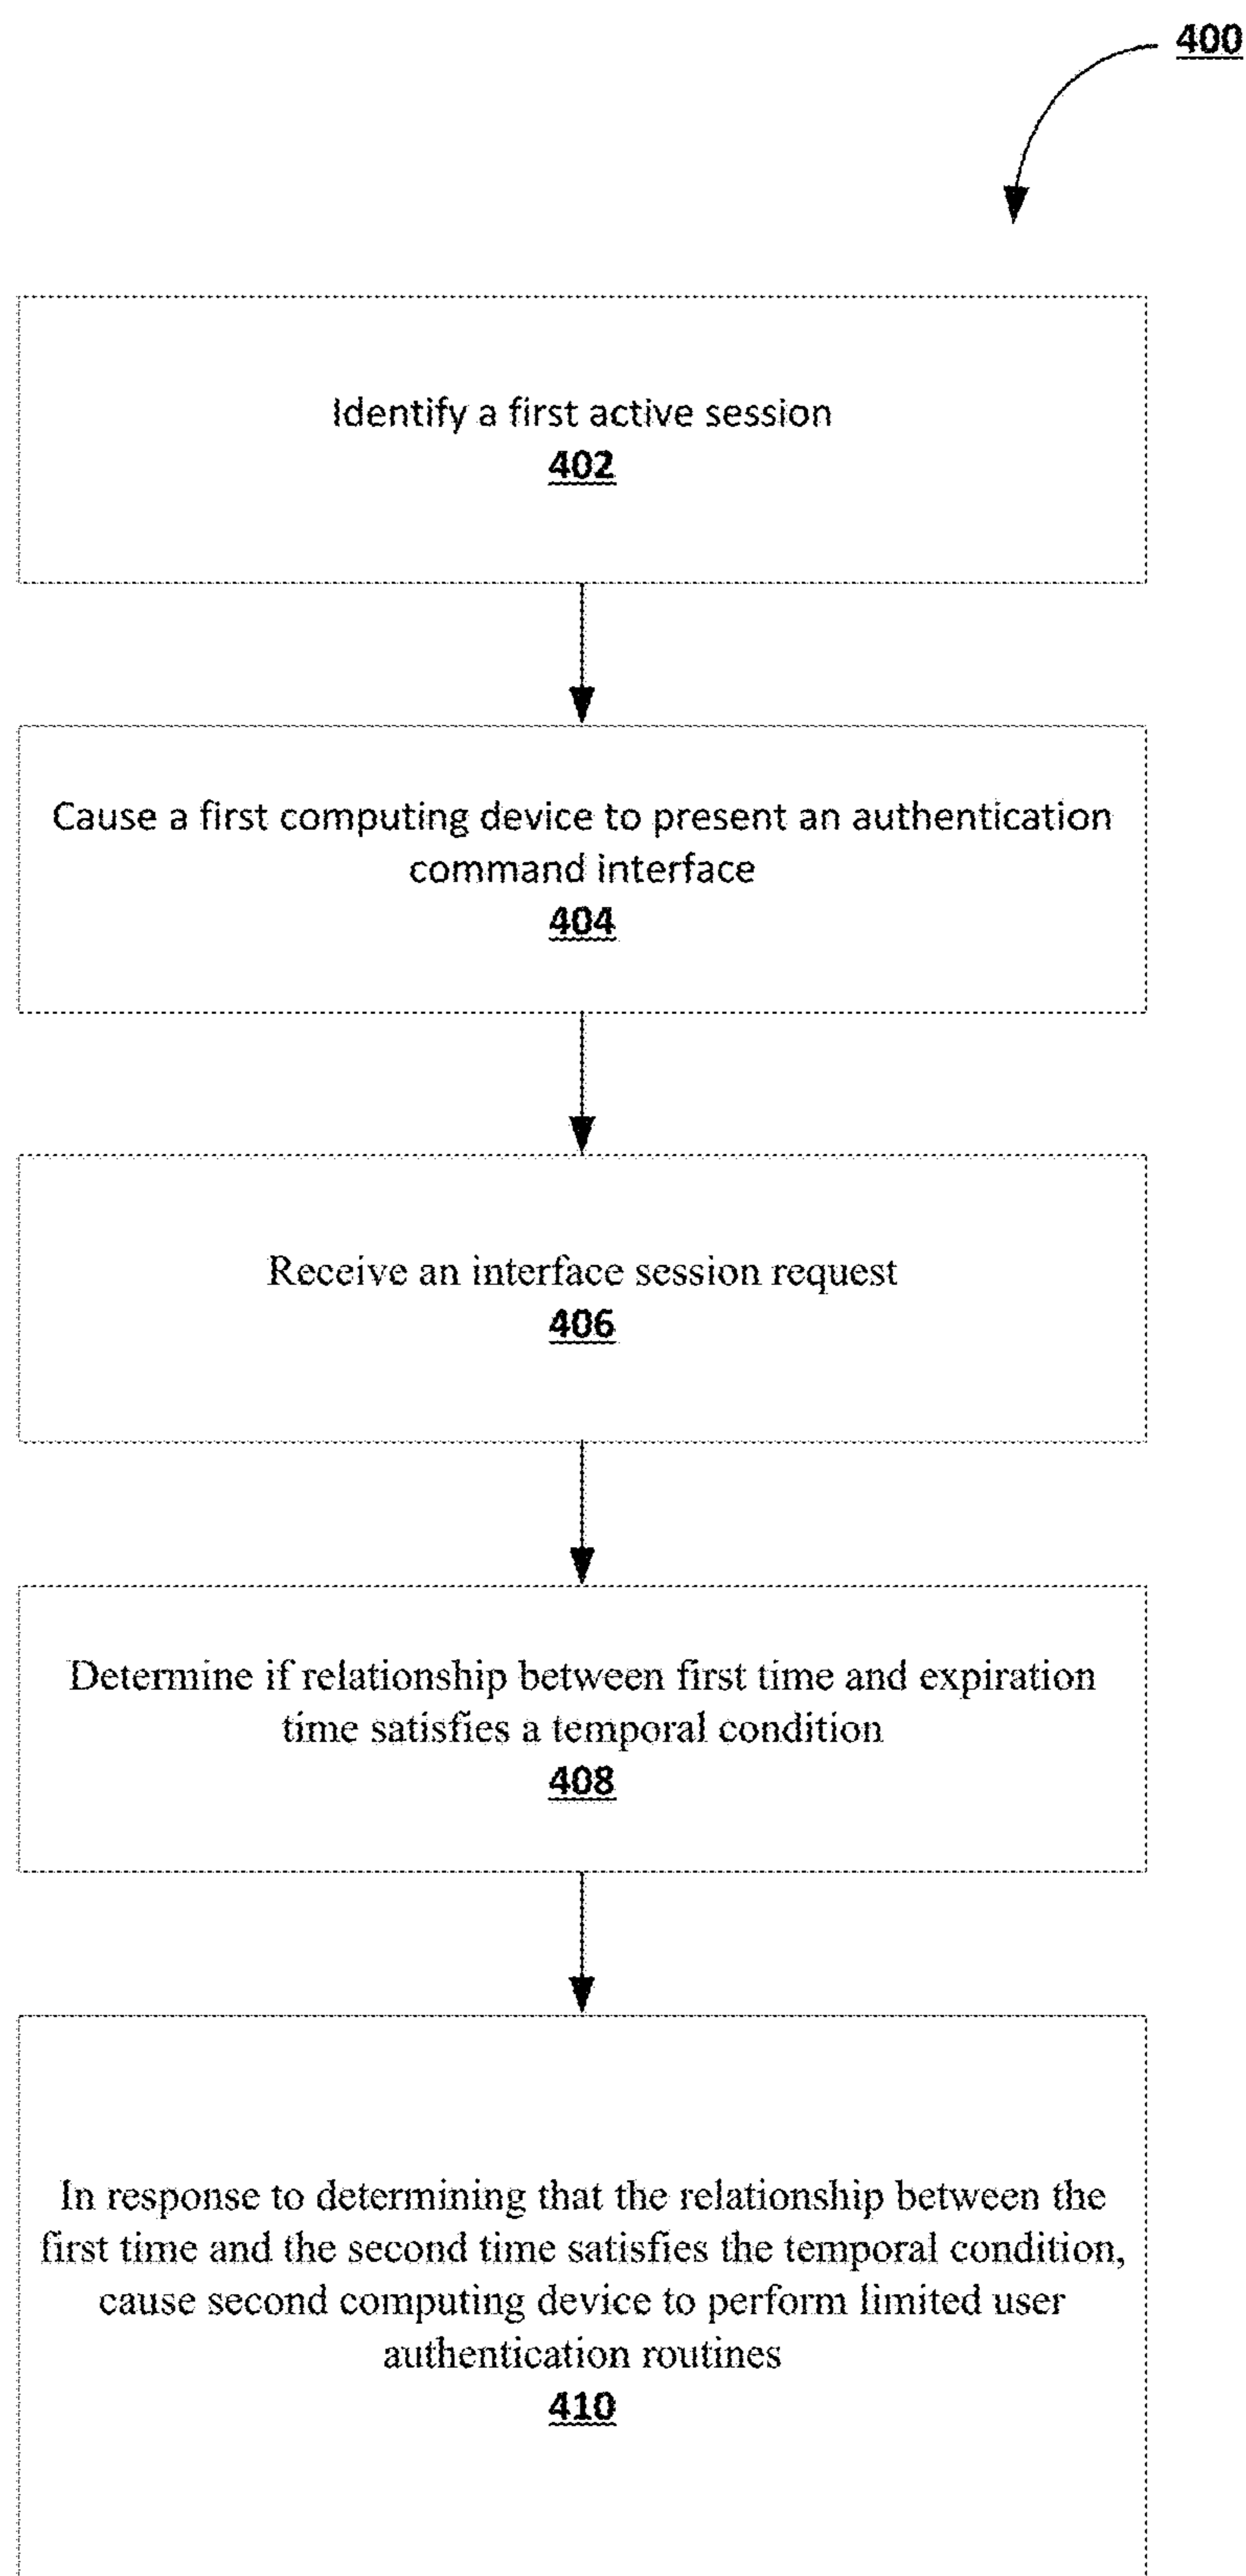 400
Identify a first active session
402
Cause a first computing device to present an authentication
command interface
404
Receive an interface session request
406
Determine if relationship between first time and expiration
time satisfies a temporal condition
408
In response to determining that the relationship between the
first time and the second time satisfies the temporal condition,
cause second computing device to perform limited user
authentication routines
410